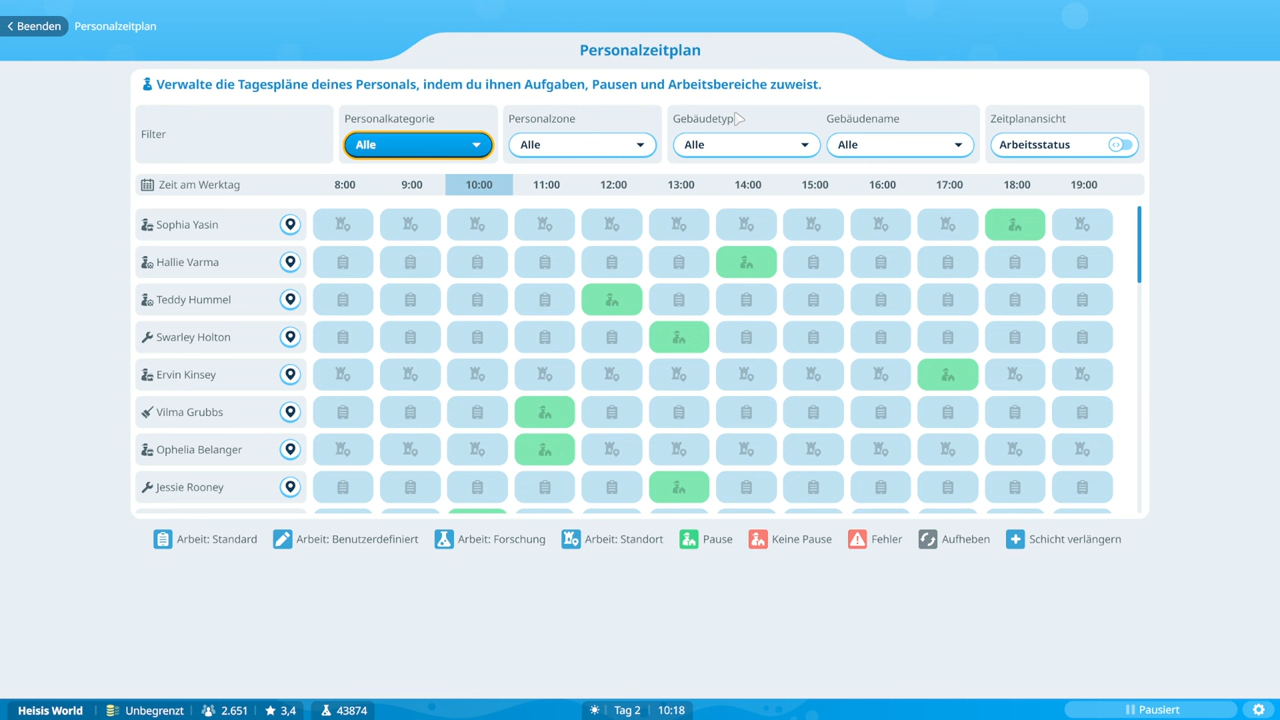 Beenden Personalzeitplan
Personalzeitplan
Verwalte die Tagespläne deines Personals, indem du ihnen Aufgaben, Pausen und Arbeitsbereiche zuweist.
Filter
Personalkategorie Personalzone Gebäudetyp Gebäudename Zeitplanansicht
Alle Alle Alle Alle Arbeitsstatus
Zeit am Werktag 8:00 9:00 10:00 11:00 12:00 13:00 14:00 15:00 16:00 17:00 18:00 19:00
Sophia Yasin
Hallie Varma
Teddy Hummel
Swarley Holton
Ervin Kinsey
Vilma Grubbs
Ophelia Belanger
Jessie Rooney
Arbeit: Standard Arbeit: Benutzerdefiniert Arbeit: Forschung Arbeit: Standort Pause Keine Pause Fehler Aufheben Schicht verlängern
Heisis World Unbegrenzt 2.651 3,4 43874 Tag 2 10:18 Pausiert